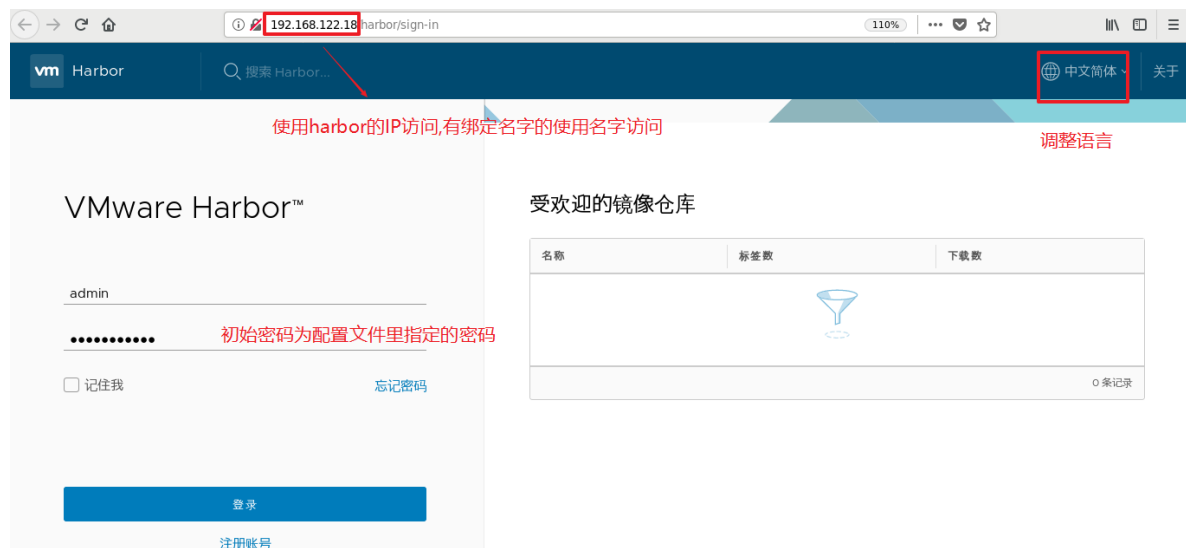 192.168.122.18/harbor/sign-in
110%
vm Harbor
搜索 Harbor...
中文简体
关于
使用harbor的IP访问,有绑定名字的使用名字访问
调整语言
VMware Harbor™
受欢迎的镜像仓库
名称 标签数 下载数
admin
初始密码为配置文件里指定的密码
记住我 忘记密码
0 条记录
登录
注册账号